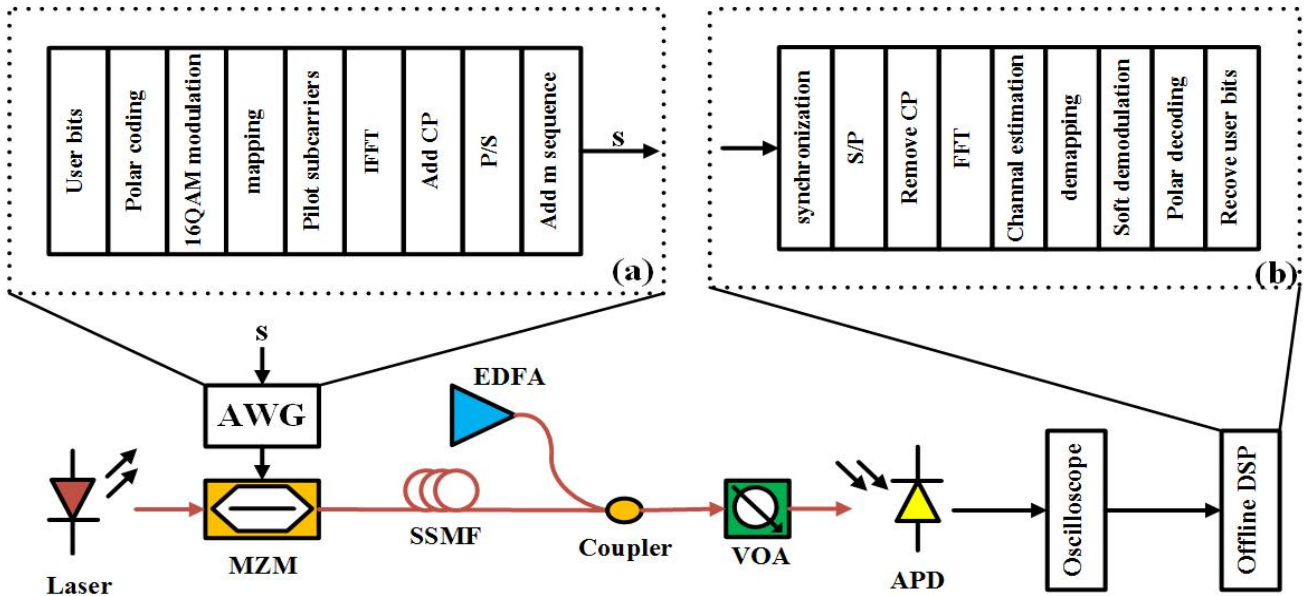 User bits
Polar coding
16QAM modulation
mapping
Pilot subcarriers
IFFT
Add CP
P/S
Add m sequence
s
(a)
synchronization
S/P
Remove CP
FFT
Channal estimation
demapping
Soft demodulation
Polar decoding
Recove user bits
(b)
s
AWG
EDFA
Laser
MZM
SSMF
Coupler
VOA
APD
Oscilloscope
Offline DSP